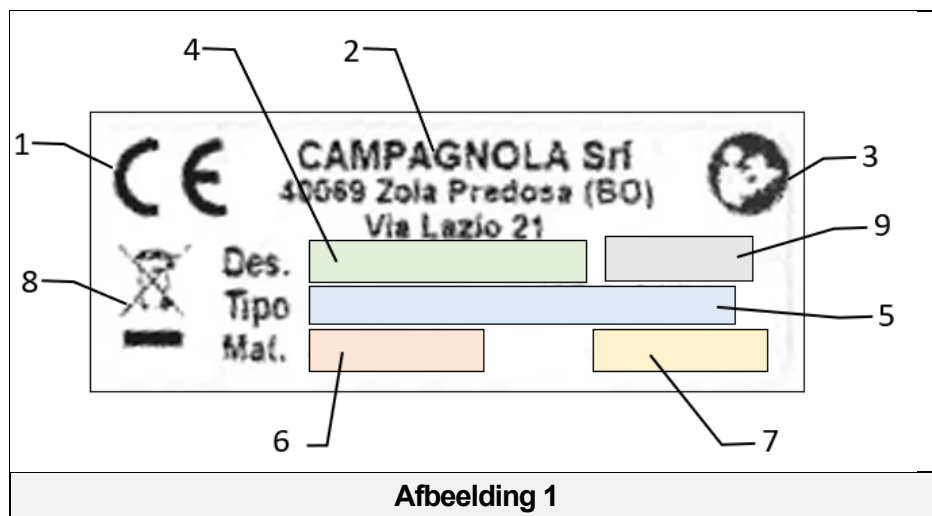 4
2
1
CE
CAMPAGNOLA Srl
3
40069 Zola Predosa (BO)
Via Lazio 21
9
8
Des.
Tipo
5
Mat.
6
7
Afbeelding 1